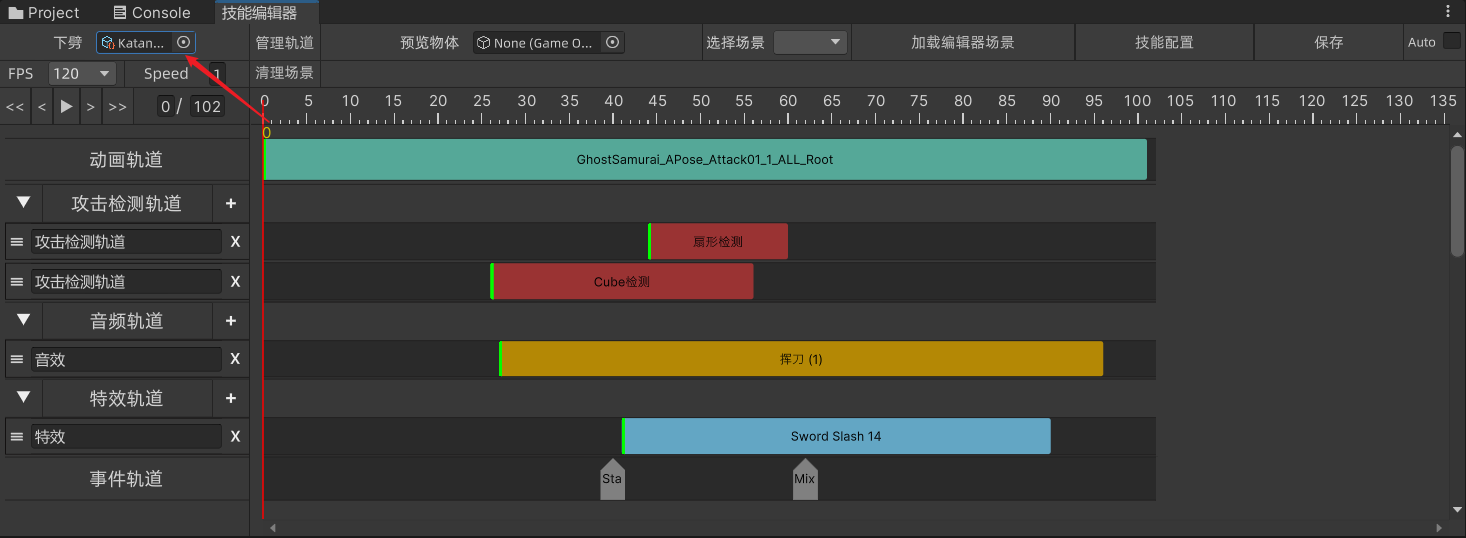 Project Console 技能编辑器
下劈 Katan... 管理轨道 预览物体 None (Game O... 选择场景 加载编辑器场景 技能配置 保存 Auto
FPS 120 Speed 1 清理场景
<< < > >> 0 / 102 0 5 10 15 20 25 30 35 40 45 50 55 60 65 70 75 80 85 90 95 100 105 110 115 120 125 130 135
0
动画轨道 GhostSamurai_APose_Attack01_1_ALL_Root
攻击检测轨道 +
攻击检测轨道 X 扇形检测
攻击检测轨道 X Cube检测
音频轨道 +
音效 X 挥刀 (1)
特效轨道 +
特效 X Sword Slash 14
事件轨道 Sta Mix